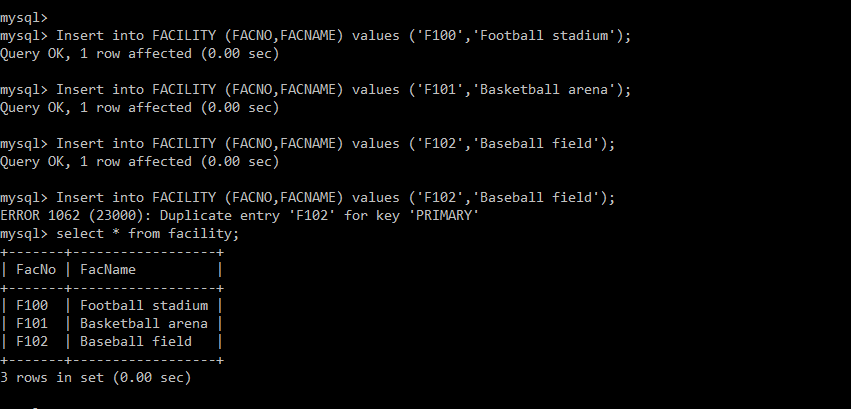 mysql>
mysql> Insert into FACILITY (FACNO,FACNAME) values ('F100','Football stadium');
Query OK, 1 row affected (0.00 sec)
mysql> Insert into FACILITY (FACNO,FACNAME) values ('F101','Basketball arena');
Query OK, 1 row affected (0.00 sec)
mysql> Insert into FACILITY (FACNO,FACNAME) values ('F102','Baseball field');
Query OK, 1 row affected (0.00 sec)
mysql> Insert into FACILITY (FACNO,FACNAME) values ('F102','Baseball field');
ERROR 1062 (23000): Duplicate entry 'F102' for key 'PRIMARY'
mysql> select * from facility;
+-------+------------------+
| FacNo | FacName          |
+-------+------------------+
| F100  | Football stadium |
| F101  | Basketball arena |
| F102  | Baseball field   |
+-------+------------------+
3 rows in set (0.00 sec)